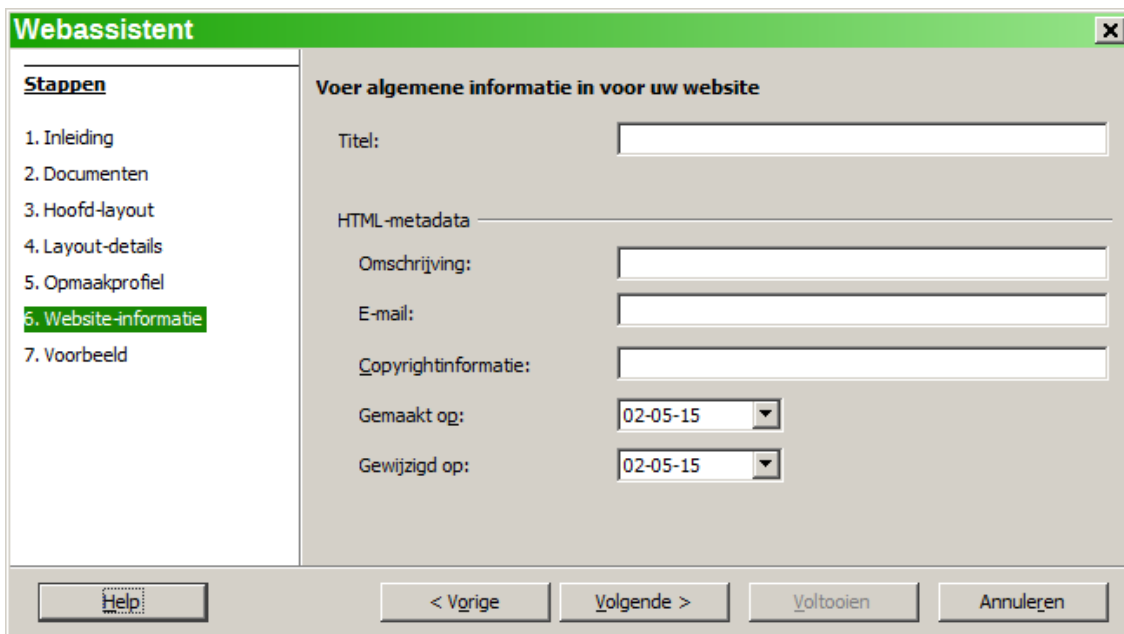 Webassistent
Stappen
1. Inleiding
2. Documenten
3. Hoofd-layout
4. Layout-details
5. Opmaakprofiel
6. Website-informatie
7. Voorbeeld
Voer algemene informatie in voor uw website
Titel:
HTML-metadata
Omschrijving:
E-mail:
Copyrightinformatie:
Gemaakt op: 02-05-15
Gewijzigd op: 02-05-15
Help < Vorige Volgende > Voltooien Annuleren